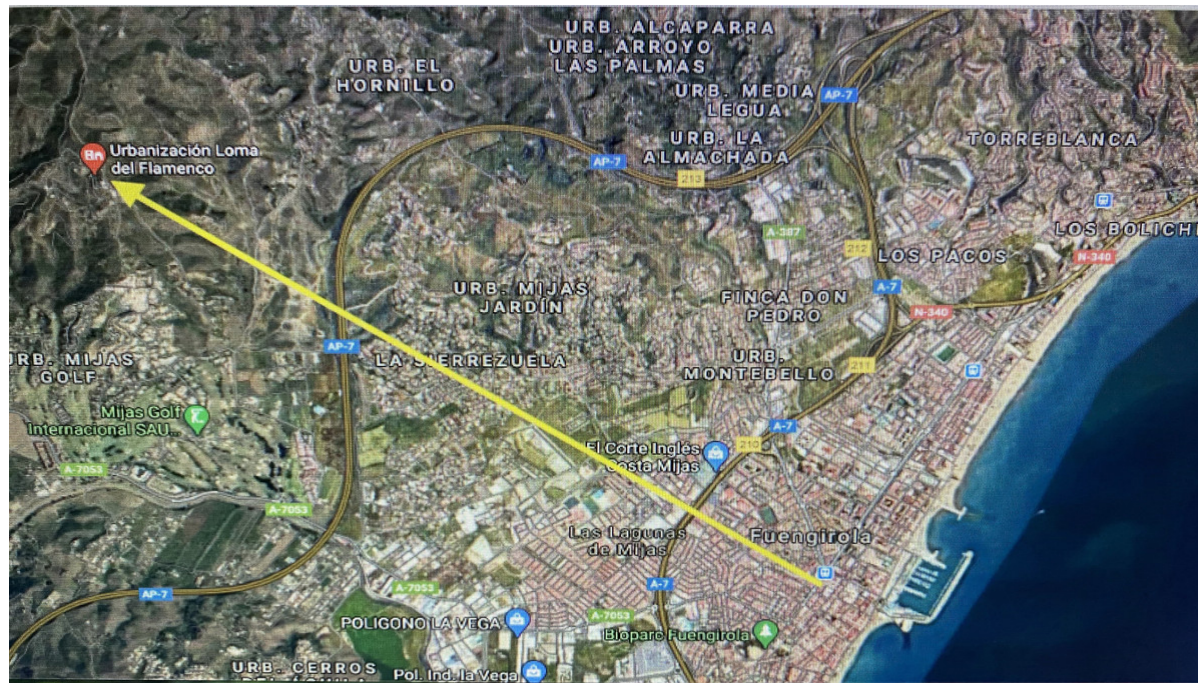 URB. ALCAPARRA
URB. ARROYO
LAS PALMAS
URB. EL
HORNILLO
URB. MEDIA
LEGUA
AP-7
TORREBLANCA
URB. LA
ALMACHADA
Urbanización Loma
del Flamenco
AP-7
213
A-387
LOS BOLICHE
212
LOS PACOS
N-340
URB. MIJAS
JARDÍN
A-7
FINCA DON
PEDRO
N-340
AP-7
URB. MIJAS
GOLF
LA SIERREZUELA
URB.
MONTEBELLO
211
Mijas Golf
Internacional SAU...
A-7
210
El Corte Inglés
Costa Mijas
A-7053
A-7053
Las Lagunas
de Mijas
Fuengirola
A-7
A-7053
AP-7
A-7053
POLIGONO LA VEGA
Bioparc Fuengirola
URB. CERROS
DEL ÁGUILA
Pol. Ind. la Vega